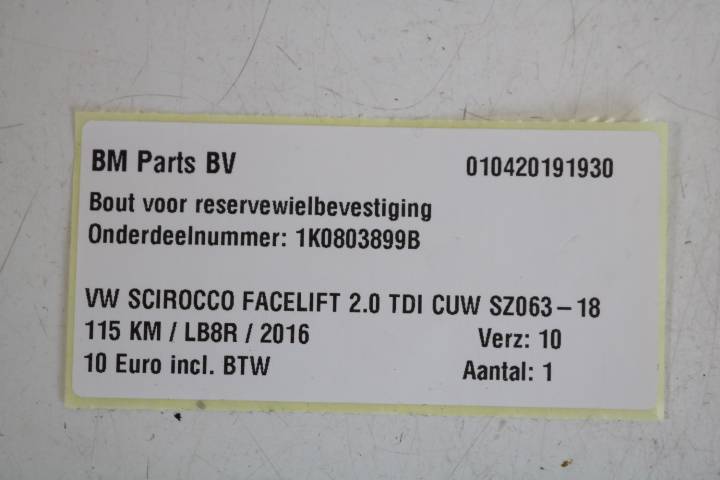 BM Parts BV 010420191930
Bout voor reservewielbevestiging
Onderdeelnummer: 1K0803899B
VW SCIROCCO FACELIFT 2.0 TDI CUW SZ063-18
115 KM / LB8R / 2016 Verz: 10
10 Euro incl. BTW Aantal: 1